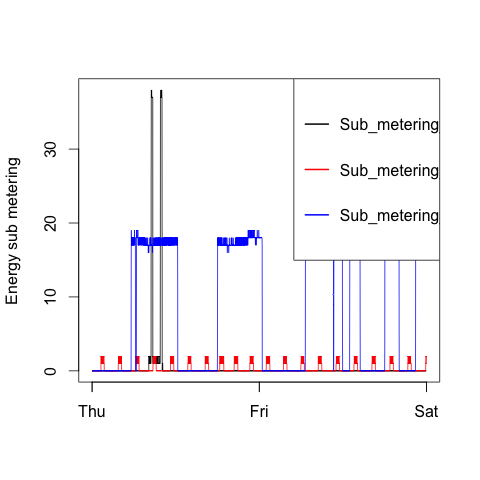 Energy sub metering
30
20
10
0
Thu
Fri
Sat
Sub_metering
Sub_metering
Sub_metering